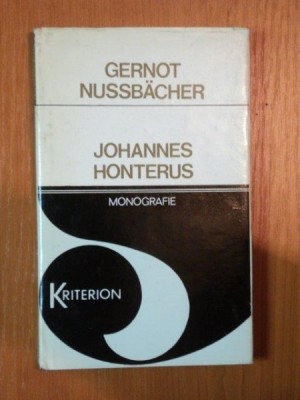 GERNOT
NUSSBÄCHER
JOHANNES
HONTERUS
MONOGRAFIE
KRITERION